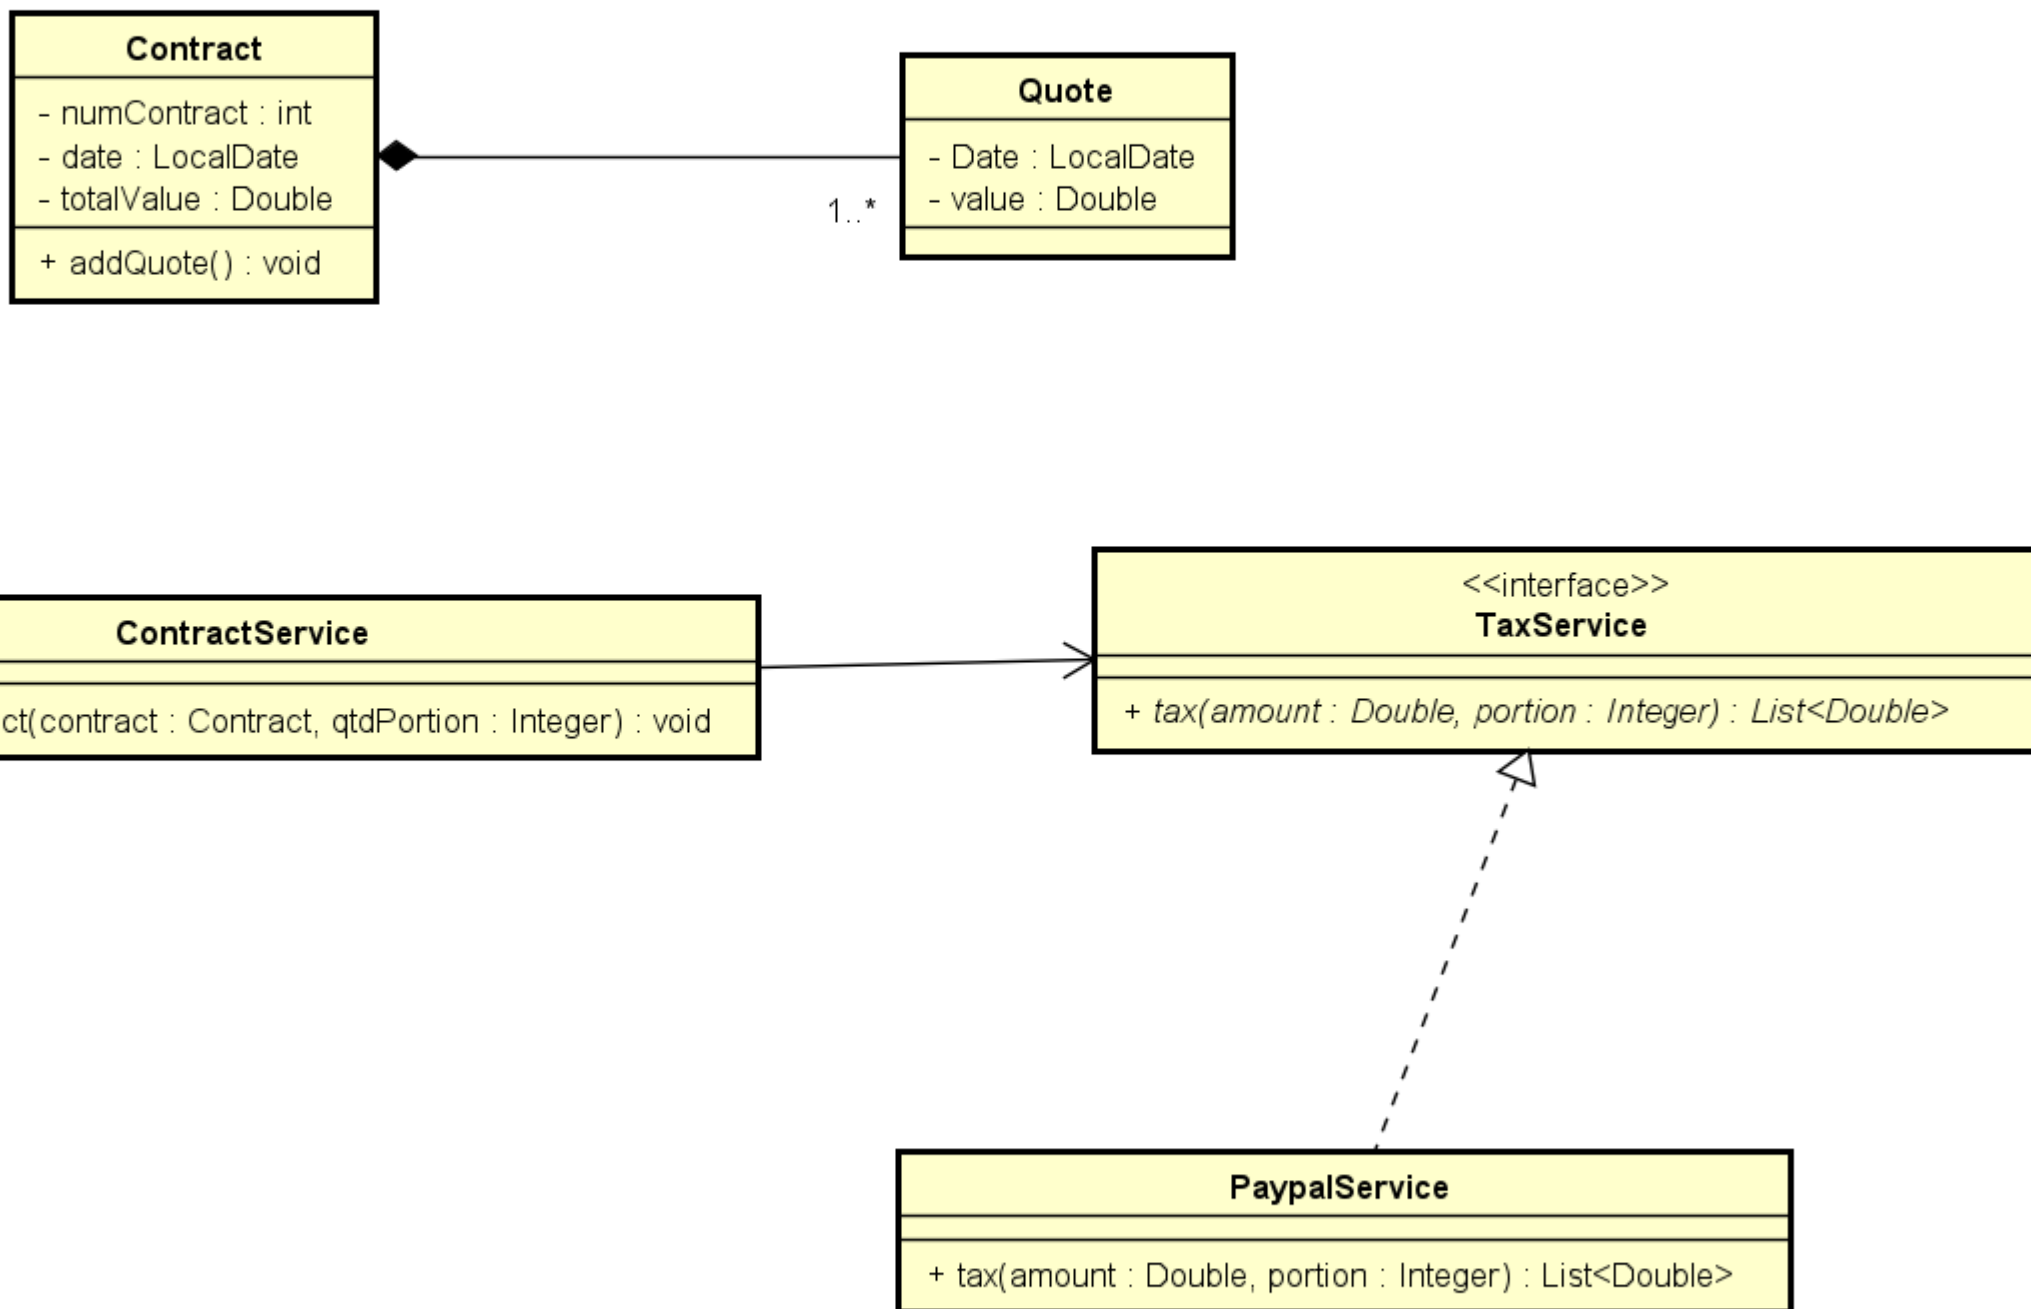 Contract
- numContract : int
- date : LocalDate
- totalValue : Double
+ addQuote() : void
Quote
- Date : LocalDate
- value : Double
1..*
ContractService
ct(contract : Contract, qtdPortion : Integer) : void
<<interface>>
TaxService
+ tax(amount : Double, portion : Integer) : List<Double>
PaypalService
+ tax(amount : Double, portion : Integer) : List<Double>